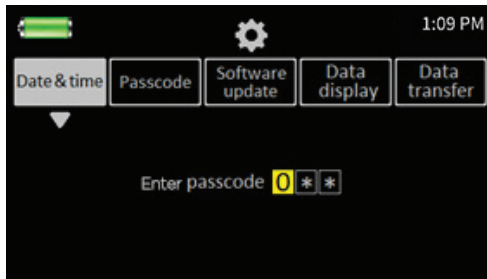 1:09 PM
Date & time
Passcode
Software
update
Data
display
Data
transfer
Enter passcode 0 * *